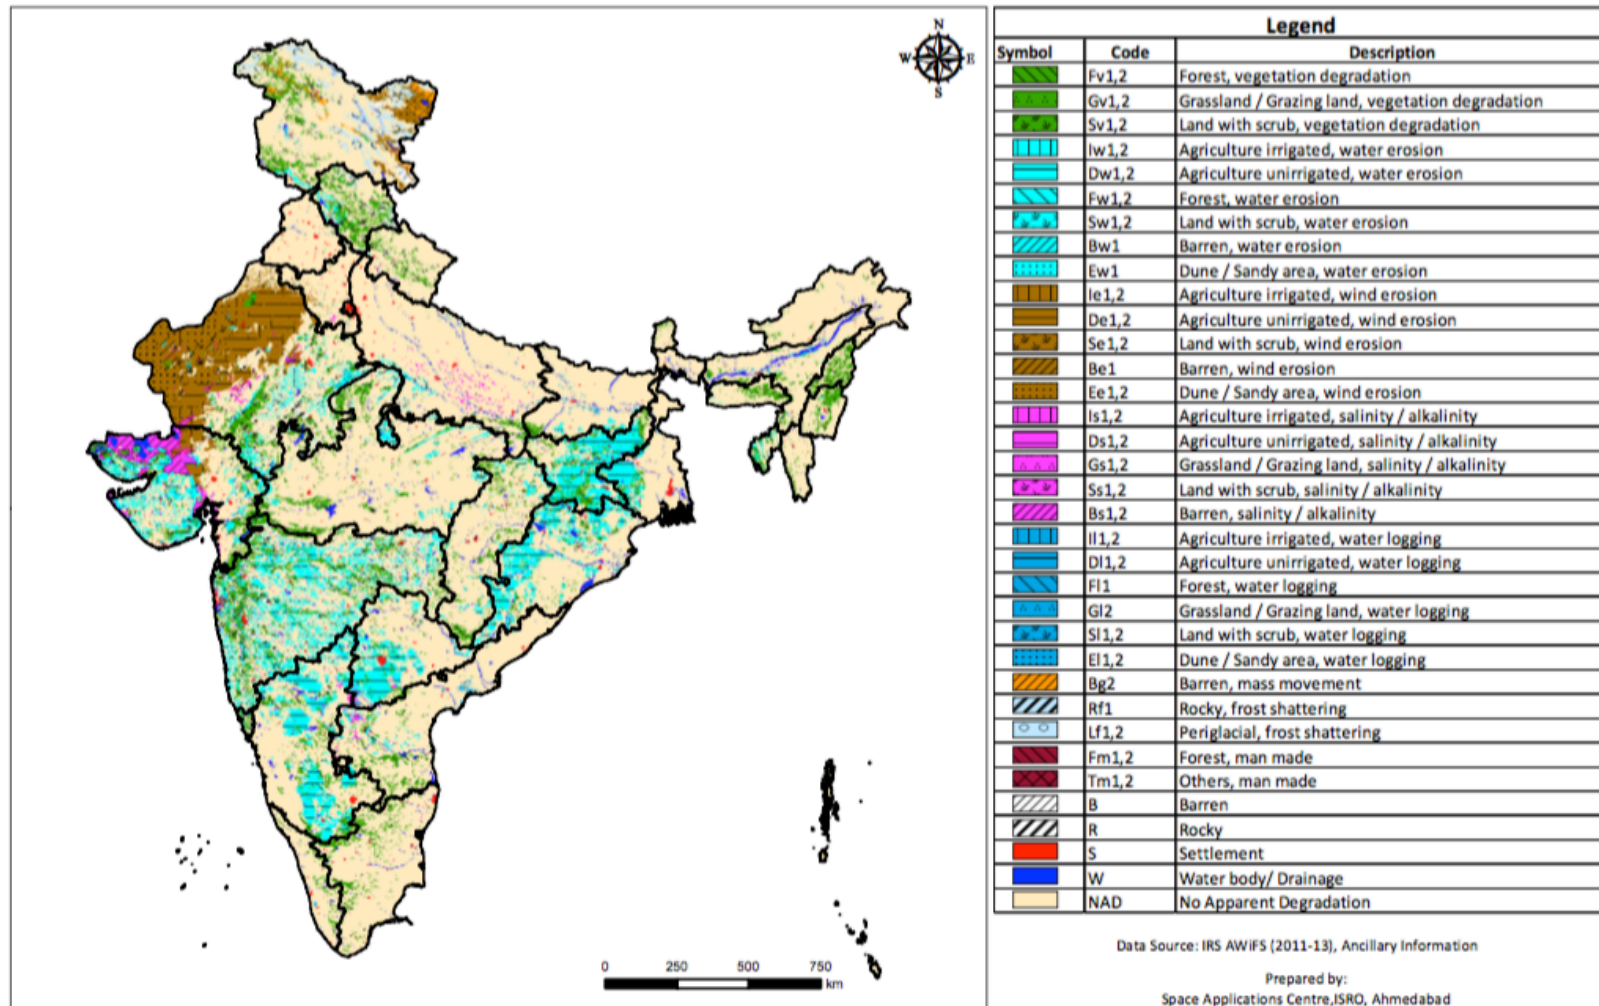 N
W E
S
0 250 500 750
km
Legend
Symbol Code Description
Fv1,2 Forest, vegetation degradation
Gv1,2 Grassland / Grazing land, vegetation degradation
Sv1,2 Land with scrub, vegetation degradation
Iw1,2 Agriculture irrigated, water erosion
Dw1,2 Agriculture unirrigated, water erosion
Fw1,2 Forest, water erosion
Sw1,2 Land with scrub, water erosion
Bw1 Barren, water erosion
Ew1 Dune / Sandy area, water erosion
Ie1,2 Agriculture irrigated, wind erosion
De1,2 Agriculture unirrigated, wind erosion
Se1,2 Land with scrub, wind erosion
Be1 Barren, wind erosion
Ee1,2 Dune / Sandy area, wind erosion
Is1,2 Agriculture irrigated, salinity / alkalinity
Ds1,2 Agriculture unirrigated, salinity / alkalinity
Gs1,2 Grassland / Grazing land, salinity / alkalinity
Ss1,2 Land with scrub, salinity / alkalinity
Bs1,2 Barren, salinity / alkalinity
Il1,2 Agriculture irrigated, water logging
Dl1,2 Agriculture unirrigated, water logging
Fl1 Forest, water logging
Gl2 Grassland / Grazing land, water logging
Sl1,2 Land with scrub, water logging
El1,2 Dune / Sandy area, water logging
Bg2 Barren, mass movement
Rf1 Rocky, frost shattering
Lf1,2 Periglacial, frost shattering
Fm1,2 Forest, man made
Tm1,2 Others, man made
B Barren
R Rocky
S Settlement
W Water body/ Drainage
NAD No Apparent Degradation
Data Source: IRS AWiFS (2011-13), Ancillary Information
Prepared by:
Space Applications Centre,ISRO, Ahmedabad